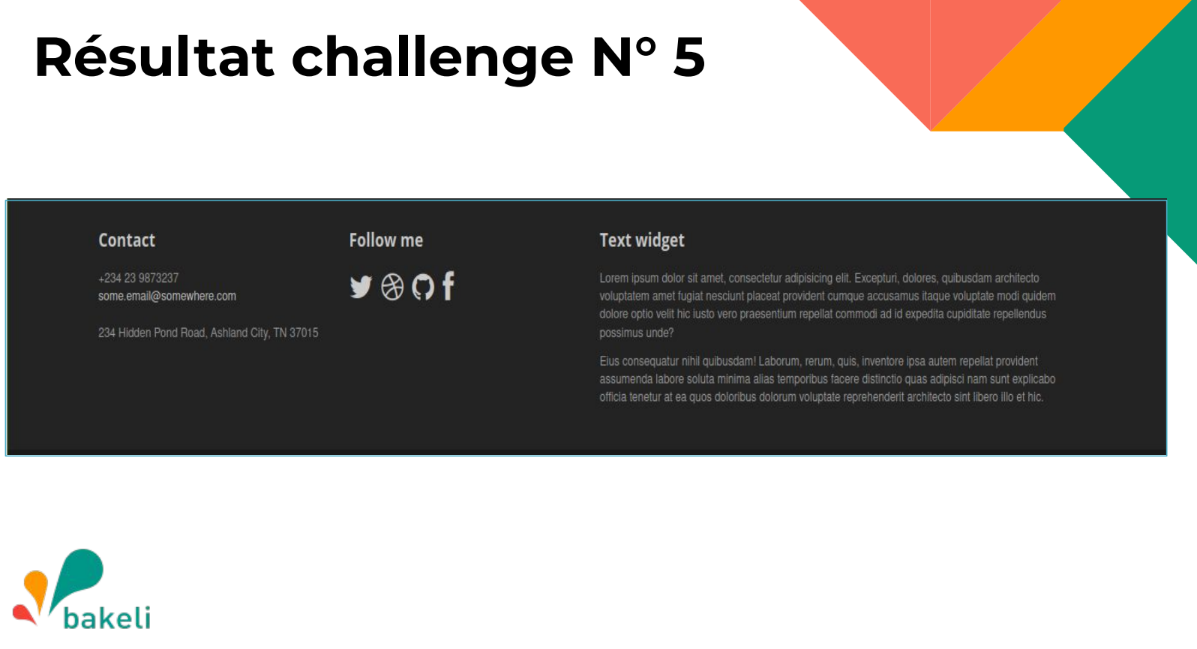 Résultat challenge N° 5
Contact
+234 23 9873237
some.email@somewhere.com
234 Hidden Pond Road, Ashland City, TN 37015
Follow me
Text widget
Lorem ipsum dolor sit amet, consectetur adipisicing elit. Excepturi, dolores, quibusdam architecto
voluptatem amet fugiat nesciunt placeat provident cumque accusamus itaque voluptate modi quidem
dolore optio velit hic iusto vero praesentium repellat commodi ad id expedita cupiditate repellendus
possimus unde?
Eius consequatur nihil quibusdam! Laborum, rerum, quis, inventore ipsa autem repellat provident
assumenda labore soluta minima alias temporibus facere distinctio quas adipisci nam sunt explicabo
officia tenetur at ea quos doloribus dolorum voluptate reprehenderit architecto sint libero illo et hic.
bakeli